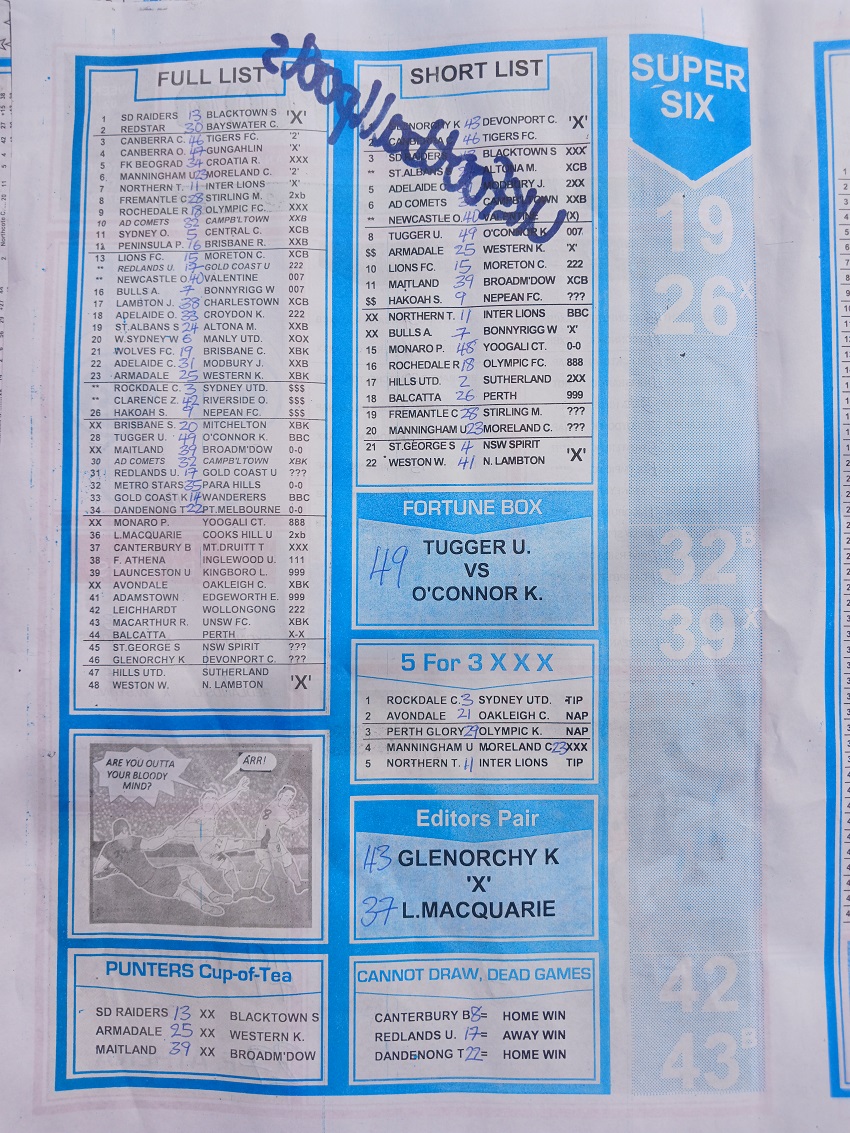 FULL LIST
1 SD RAIDERS 13 BLACKTOWN S 'X'
2 REDSTAR 30 BAYSWATER C.
3 CANBERRA C. 46 TIGERS FC. '2'
4 CANBERRA O. 47 GUNGAHLIN 'X'
5 FK BEOGRAD 34 CROATIA R. XXX
6 MANNINGHAM U 23 MORELAND C. '2'
7 NORTHERN T. 11 INTER LIONS 'X'
8 FREMANTLE C 28 STIRLING M. 2xb
9 ROCHEDALE R 18 OLYMPIC FC. XXX
10 AD COMETS 32 CAMPB'LTOWN XXB
11 SYDNEY O. 5 CENTRAL C. XCB
12 PENINSULA P. 16 BRISBANE R. XXB
13 LIONS FC. 15 MORETON C. XCB
** REDLANDS U. 17 GOLD COAST U 222
** NEWCASTLE O 40 VALENTINE 007
16 BULLS A. 7 BONNYRIGG W 007
17 LAMBTON J. 38 CHARLESTOWN XCB
18 ADELAIDE O. 33 CROYDON K. 222
19 ST.ALBANS S 24 ALTONA M. XXB
20 W.SYDNEY W 6 MANLY UTD. XOX
21 WOLVES FC. 19 BRISBANE C. XBK
22 ADELAIDE C. 31 MODBURY J. XXB
23 ARMADALE 25 WESTERN K. XBK
** ROCKDALE C. 3 SYDNEY UTD. $$$
** CLARENCE Z. 42 RIVERSIDE O. $$$
26 HAKOAH S. 9 NEPEAN FC. $$$
XX BRISBANE S. 20 MITCHELTON XBK
28 TUGGER U. 49 O'CONNOR K. BBC
XX MAITLAND 39 BROADM'DOW 0-0
30 AD COMETS 32 CAMPB'LTOWN XBK
31 REDLANDS U. 17 GOLD COAST U ???
32 METRO STARS 35 PARA HILLS 0-0
33 GOLD COAST K 14 WANDERERS BBC
34 DANDENONG T 22 PT.MELBOURNE 0-0
XX MONARO P. YOOGALI CT. 888
36 L.MACQUARIE COOKS HILL U 2xb
37 CANTERBURY B MT.DRUITT T XXX
38 F. ATHENA INGLEWOOD U. 111
39 LAUNCESTON U KINGBORO L. 999
XX AVONDALE OAKLEIGH C. XBK
41 ADAMSTOWN EDGEWORTH E. 999
42 LEICHHARDT WOLLONGONG 222
43 MACARTHUR R. UNSW FC. XBK
44 BALCATTA PERTH X-X
45 ST.GEORGE S NSW SPIRIT ???
46 GLENORCHY K DEVONPORT C. ???
47 HILLS UTD. SUTHERLAND 'X'
48 WESTON W. N. LAMBTON
ARE YOU OUTTA
YOUR BLOODY
MIND?
ARR!
PUNTERS Cup-of-Tea
SD RAIDERS 13 XX BLACKTOWN S
ARMADALE 25 XX WESTERN K.
MAITLAND 39 XX BROADM'DOW
SHORT LIST
GLENORCHY K 43 DEVONPORT C. 'X'
2 CANBERRA 46 TIGERS FC.
3 SD RAIDERS BLACKTOWN S XXX
** ST.ALBANS ALTONA M. XCB
5 ADELAIDE C MODBURY J. 2XX
6 AD COMETS CAMPB'LTOWN XXB
** NEWCASTLE O. 40 VALENTINE (X)
8 TUGGER U. 49 O'CONNOR K. 007
$$ ARMADALE 25 WESTERN K. 'X'
10 LIONS FC. 15 MORETON C. 222
11 MAITLAND 39 BROADM'DOW XCB
$$ HAKOAH S. 9 NEPEAN FC. ???
XX NORTHERN T. 11 INTER LIONS BBC
XX BULLS A. 7 BONNYRIGG W 'X'
15 MONARO P. 48 YOOGALI CT. 0-0
16 ROCHEDALE R 18 OLYMPIC FC. 888
17 HILLS UTD. 2 SUTHERLAND 2XX
18 BALCATTA 26 PERTH 999
19 FREMANTLE C 28 STIRLING M. ???
20 MANNINGHAM U 23 MORELAND C. ???
21 ST.GEORGE S 4 NSW SPIRIT 'X'
22 WESTON W. 41 N. LAMBTON
FORTUNE BOX
49 TUGGER U.
VS
O'CONNOR K.
5 For 3 X X X
1 ROCKDALE C. 3 SYDNEY UTD. TIP
2 AVONDALE 21 OAKLEIGH C. NAP
3 PERTH GLORY 29 OLYMPIC K. NAP
4 MANNINGHAM U MORELAND C 23 XXX
5 NORTHERN T. 11 INTER LIONS TIP
Editors Pair
43 GLENORCHY K
'X'
37 L.MACQUARIE
CANNOT DRAW, DEAD GAMES
CANTERBURY B 8 = HOME WIN
REDLANDS U. 17 = AWAY WIN
DANDENONG T 22 = HOME WIN
SUPER
SIX
19
26X
32B
39X
42
43B